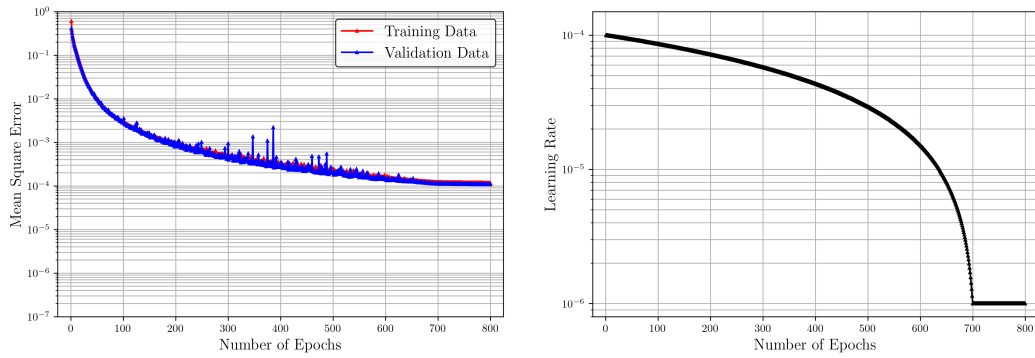 Mean Square Error
10⁰
10⁻¹
10⁻²
10⁻³
10⁻⁴
10⁻⁵
10⁻⁶
10⁻⁷
Training Data
Validation Data
0 100 200 300 400 500 600 700 800
Number of Epochs
Learning Rate
10⁻⁴
10⁻⁵
10⁻⁶
0 100 200 300 400 500 600 700 800
Number of Epochs